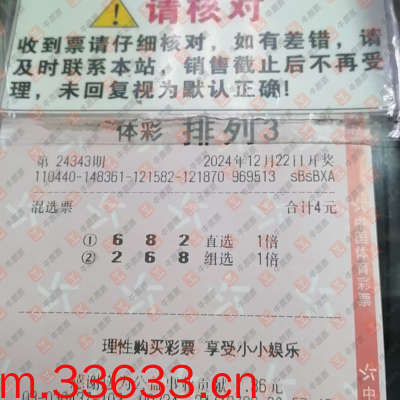 请核对
收到票请仔细核对，如有差错，请
及时联系本站，销售截止后不再受
理，未回复视为默认正确！
体彩 排列3
第 24343期 2024年12月22日开奖
110440-148361-121582-121870 969513 sBsBXA
混选票 合计4元
① 6 8 2 直选 1倍
② 2 6 8 组选 1倍
理性购买彩票 享受小小娱乐
m.33633.cn
中国体育彩票
中